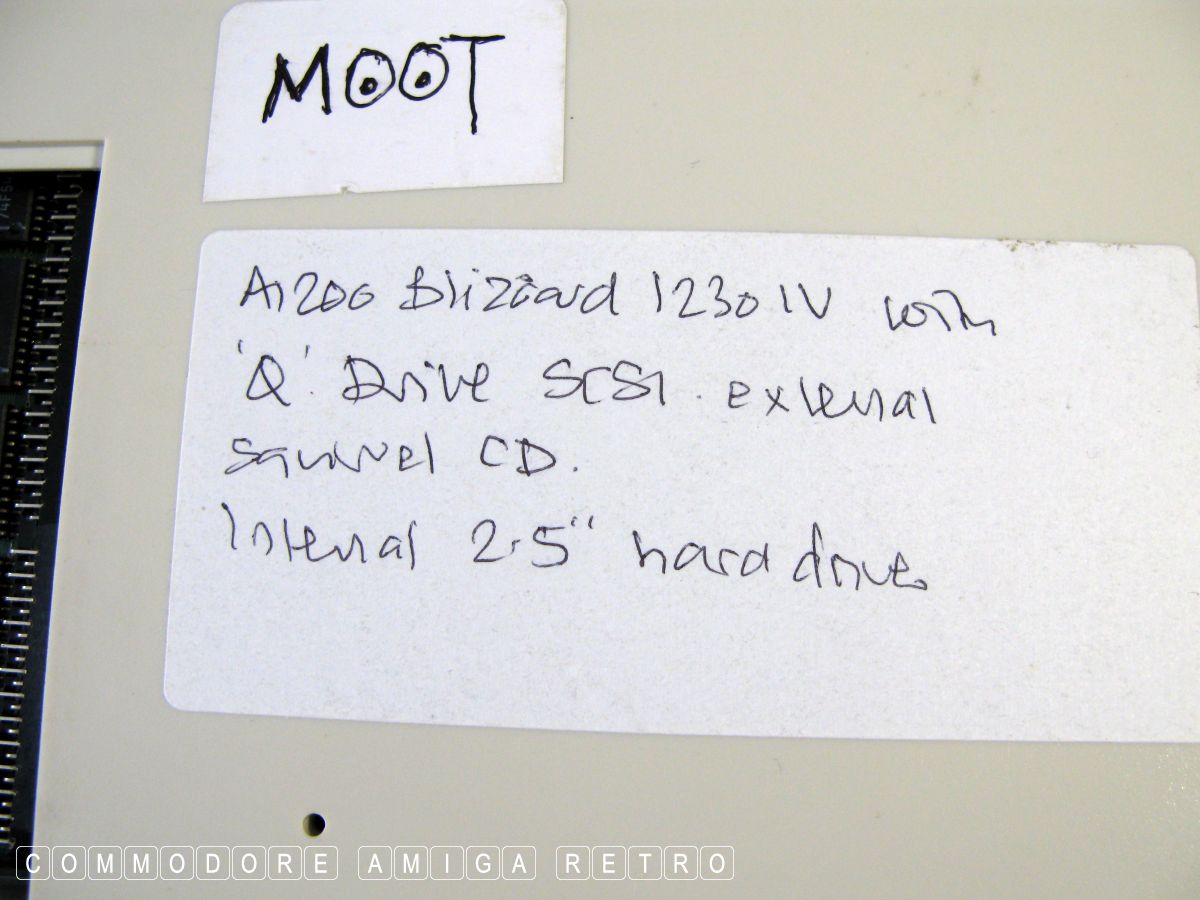 MOOT
A1200 Blizzard 1230 IV with
'Q' Drive SCSI. external
squirrel CD.
Internal 2.5" hard drive
COMMODORE AMIGA RETRO